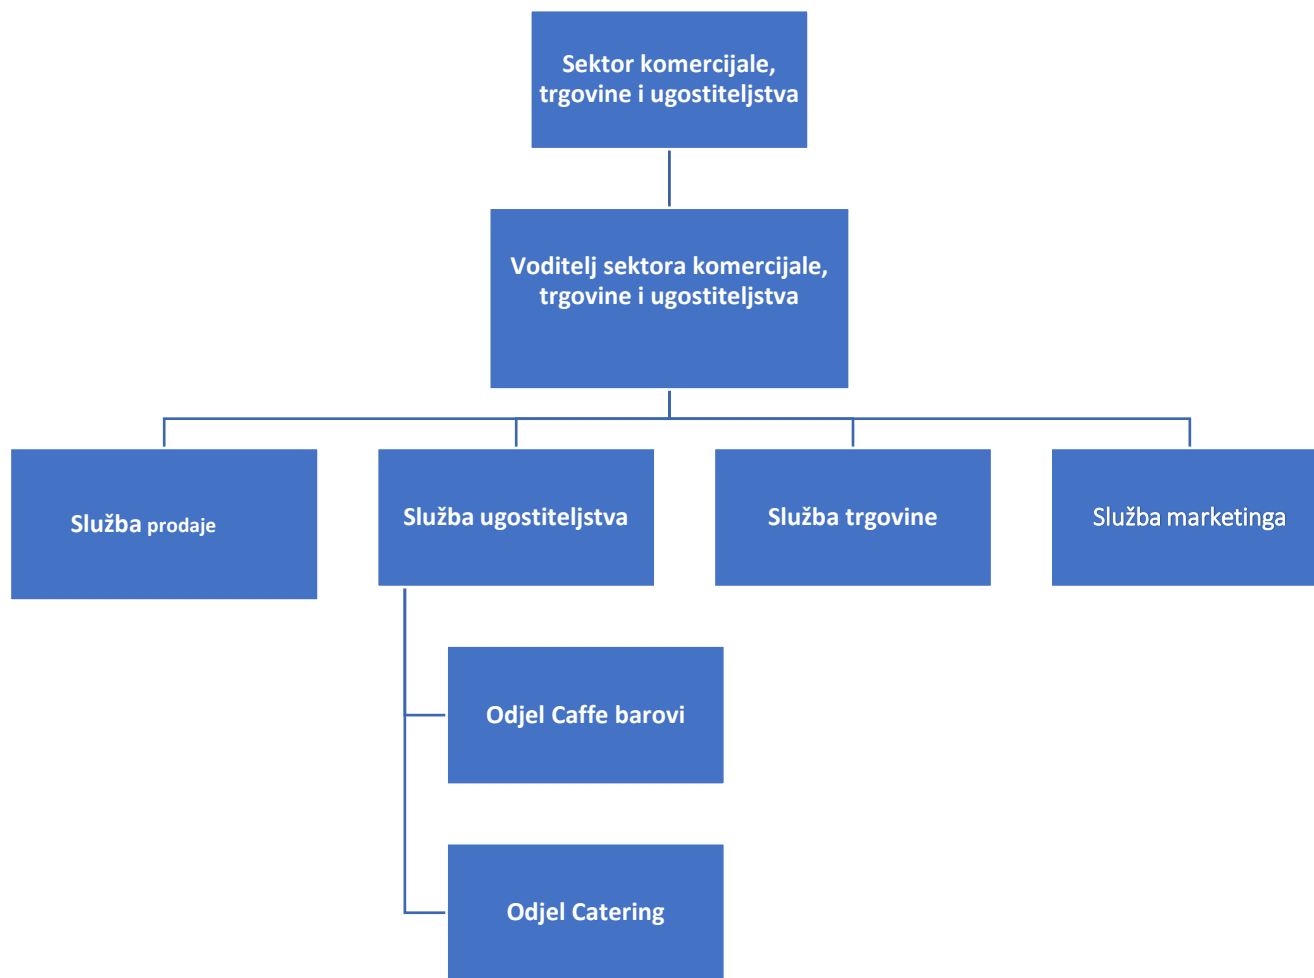 Sektor komercijale,
trgovine i ugostiteljstva
Voditelj sektora komercijale,
trgovine i ugostiteljstva
Služba prodaje
Služba ugostiteljstva
Služba trgovine
Služba marketinga
Odjel Caffe barovi
Odjel Catering